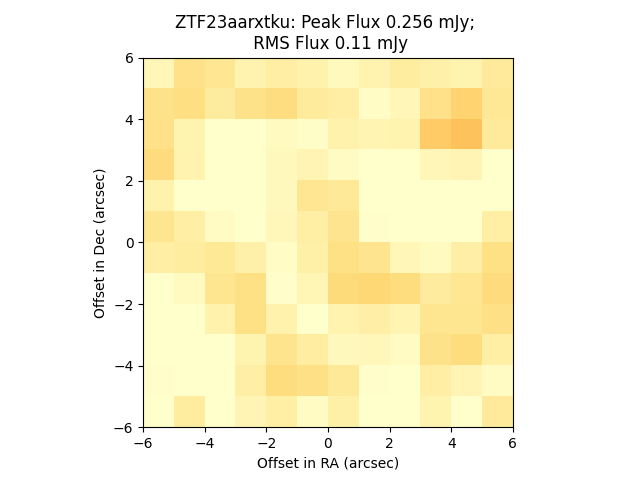 ZTF23aarxtku: Peak Flux 0.256 mJy;
RMS Flux 0.11 mJy
6
4
2
0
−2
−4
−6
Offset in Dec (arcsec)
−6 −4 −2 0 2 4 6
Offset in RA (arcsec)